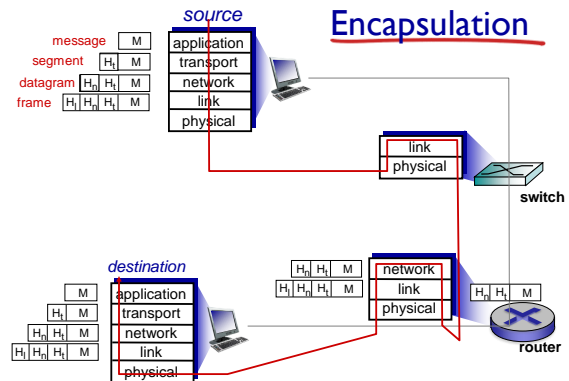 Encapsulation
source
message M
segment Ht M
datagram Hn Ht M
frame Hl Hn Ht M
application
transport
network
link
physical
link
physical
switch
destination
M
Ht M
Hn Ht M
Hl Hn Ht M
application
transport
network
link
physical
Hn Ht M
Hl Hn Ht M
network
link
physical
Hn Ht M
router